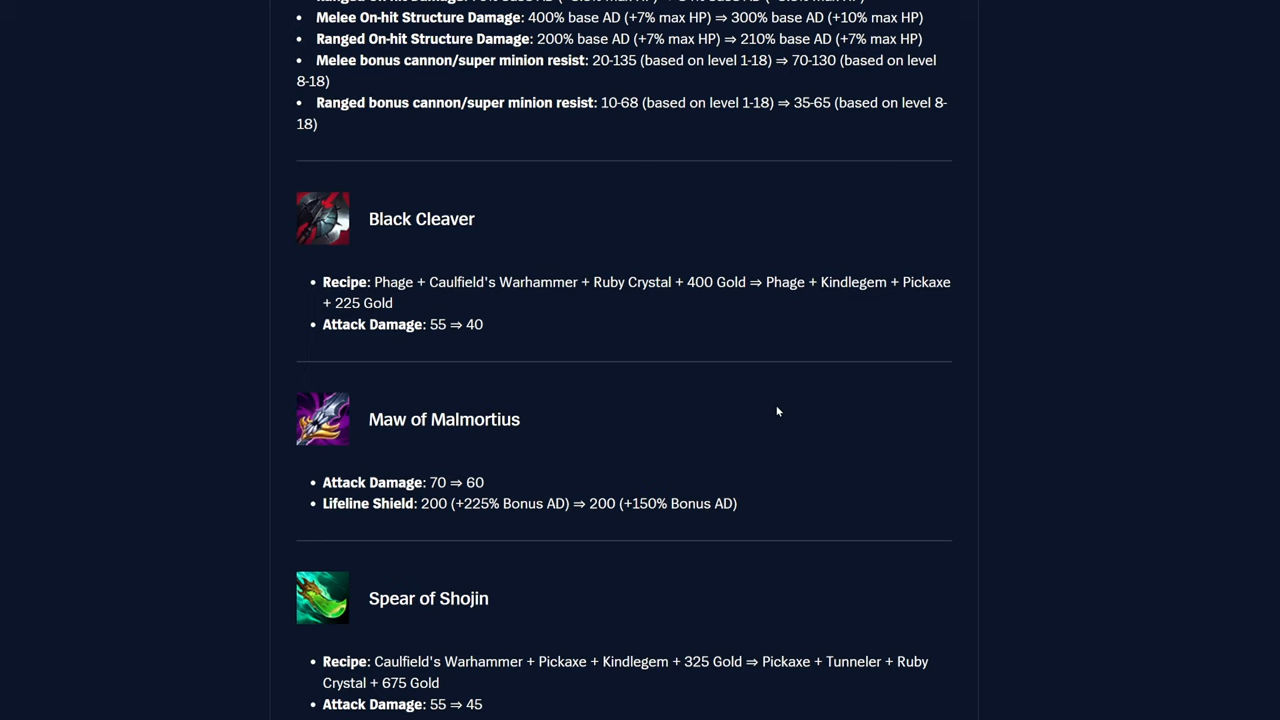 • Melee On-hit Structure Damage: 400% base AD (+7% max HP) ⇒ 300% base AD (+10% max HP)
• Ranged On-hit Structure Damage: 200% base AD (+7% max HP) ⇒ 210% base AD (+7% max HP)
• Melee bonus cannon/super minion resist: 20-135 (based on level 1-18) ⇒ 70-130 (based on level
8-18)
• Ranged bonus cannon/super minion resist: 10-68 (based on level 1-18) ⇒ 35-65 (based on level 8-
18)
Black Cleaver
• Recipe: Phage + Caulfield's Warhammer + Ruby Crystal + 400 Gold ⇒ Phage + Kindlegem + Pickaxe
+ 225 Gold
• Attack Damage: 55 ⇒ 40
Maw of Malmortius
• Attack Damage: 70 ⇒ 60
• Lifeline Shield: 200 (+225% Bonus AD) ⇒ 200 (+150% Bonus AD)
Spear of Shojin
• Recipe: Caulfield's Warhammer + Pickaxe + Kindlegem + 325 Gold ⇒ Pickaxe + Tunneler + Ruby
Crystal + 675 Gold
• Attack Damage: 55 ⇒ 45